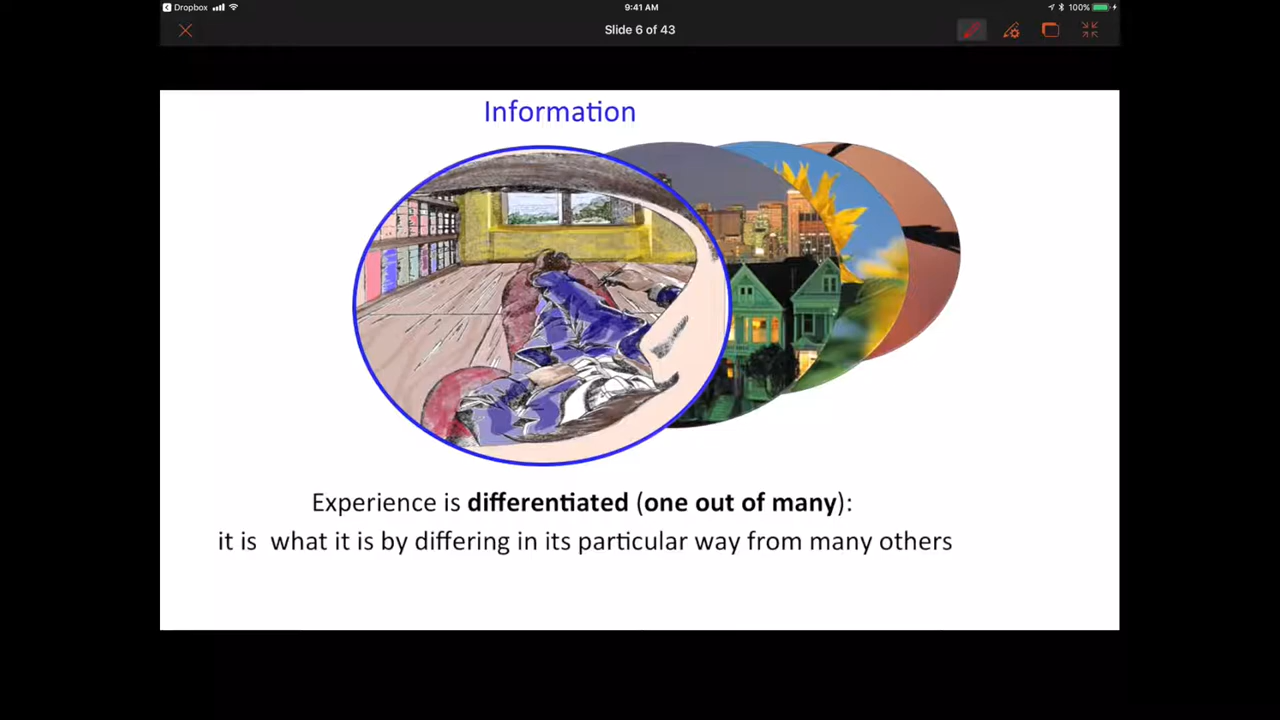 Dropbox
9:41 AM
100%
Slide 6 of 43
Information
Experience is differentiated (one out of many):
it is what it is by differing in its particular way from many others